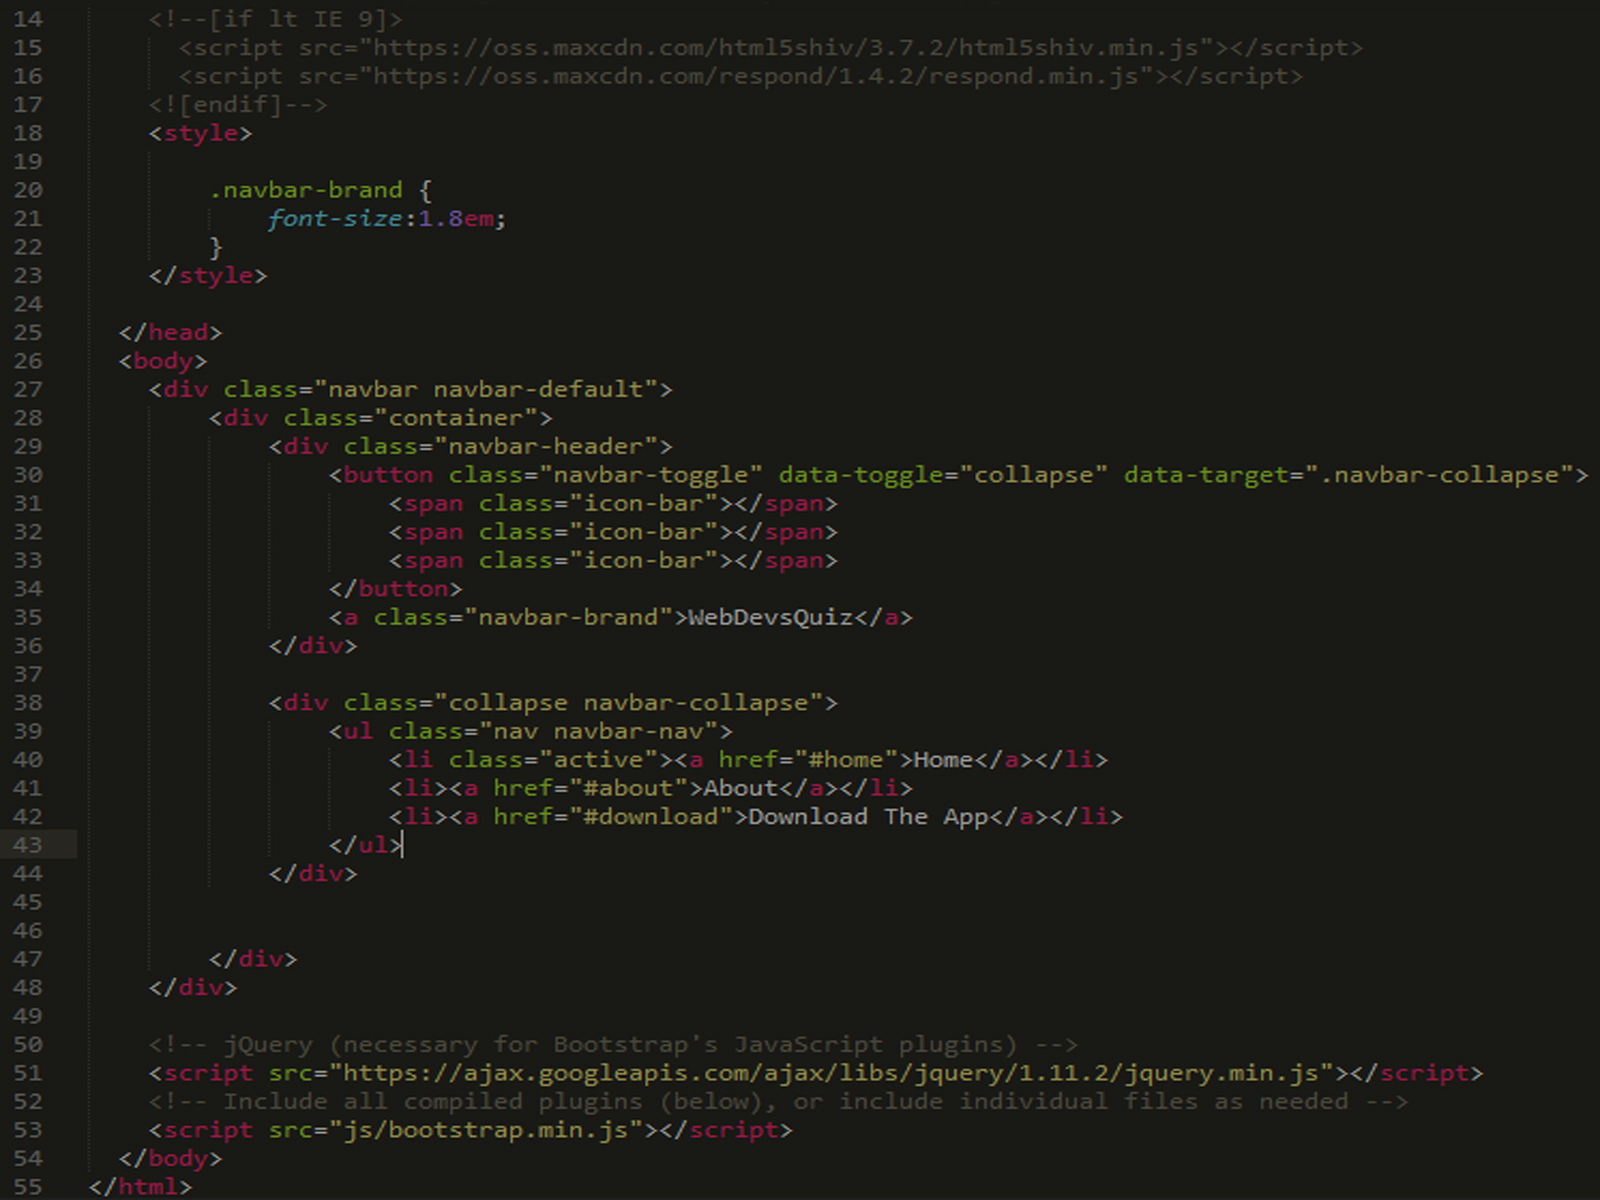 14 <!--[if lt IE 9]>
15 <script src="https://oss.maxcdn.com/html5shiv/3.7.2/html5shiv.min.js"></script>
16 <script src="https://oss.maxcdn.com/respond/1.4.2/respond.min.js"></script>
17 <![endif]-->
18 <style>
19
20 .navbar-brand {
21 font-size:1.8em;
22 }
23 </style>
24
25 </head>
26 <body>
27 <div class="navbar navbar-default">
28 <div class="container">
29 <div class="navbar-header">
30 <button class="navbar-toggle" data-toggle="collapse" data-target=".navbar-collapse">
31 <span class="icon-bar"></span>
32 <span class="icon-bar"></span>
33 <span class="icon-bar"></span>
34 </button>
35 <a class="navbar-brand">WebDevsQuiz</a>
36 </div>
37
38 <div class="collapse navbar-collapse">
39 <ul class="nav navbar-nav">
40 <li class="active"><a href="#home">Home</a></li>
41 <li><a href="#about">About</a></li>
42 <li><a href="#download">Download The App</a></li>
43 </ul>
44 </div>
45
46
47 </div>
48 </div>
49
50 <!-- jQuery (necessary for Bootstrap's JavaScript plugins) -->
51 <script src="https://ajax.googleapis.com/ajax/libs/jquery/1.11.2/jquery.min.js"></script>
52 <!-- Include all compiled plugins (below), or include individual files as needed -->
53 <script src="js/bootstrap.min.js"></script>
54 </body>
55 </html>